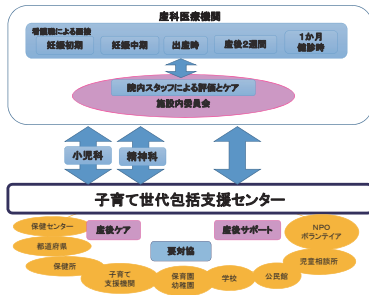 産科医療機関
看護職による面接
妊娠初期
妊娠中期
出産時
産後2週間
1か月
健診時
院内スタッフによる評価とケア
施設内委員会
小児科
精神科
子育て世代包括支援センター
保健センター
産後ケア
産後サポート
NPO
ボランテイア
都道府県
要対協
保健所
児童相談所
子育て
支援機関
保育園
幼稚園
学校
公民館